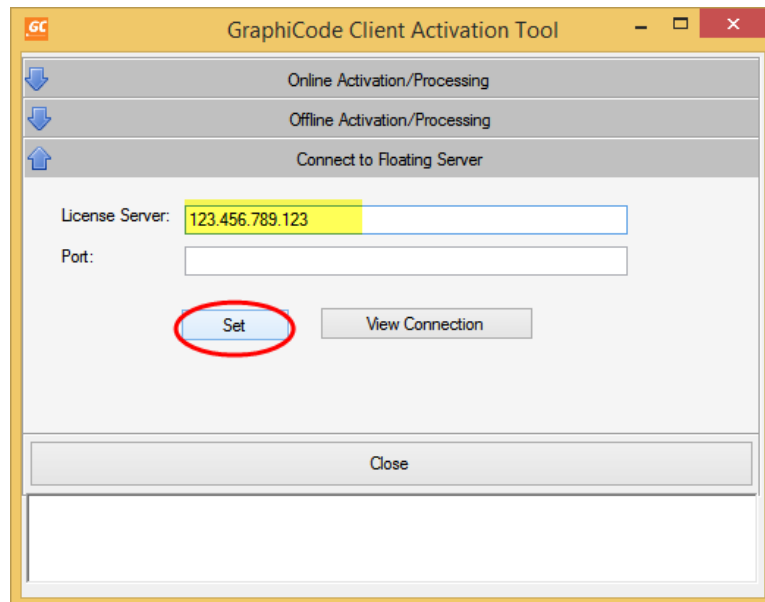 GC
GraphiCode Client Activation Tool
Online Activation/Processing
Offline Activation/Processing
Connect to Floating Server
License Server: 123.456.789.123
Port:
Set View Connection
Close